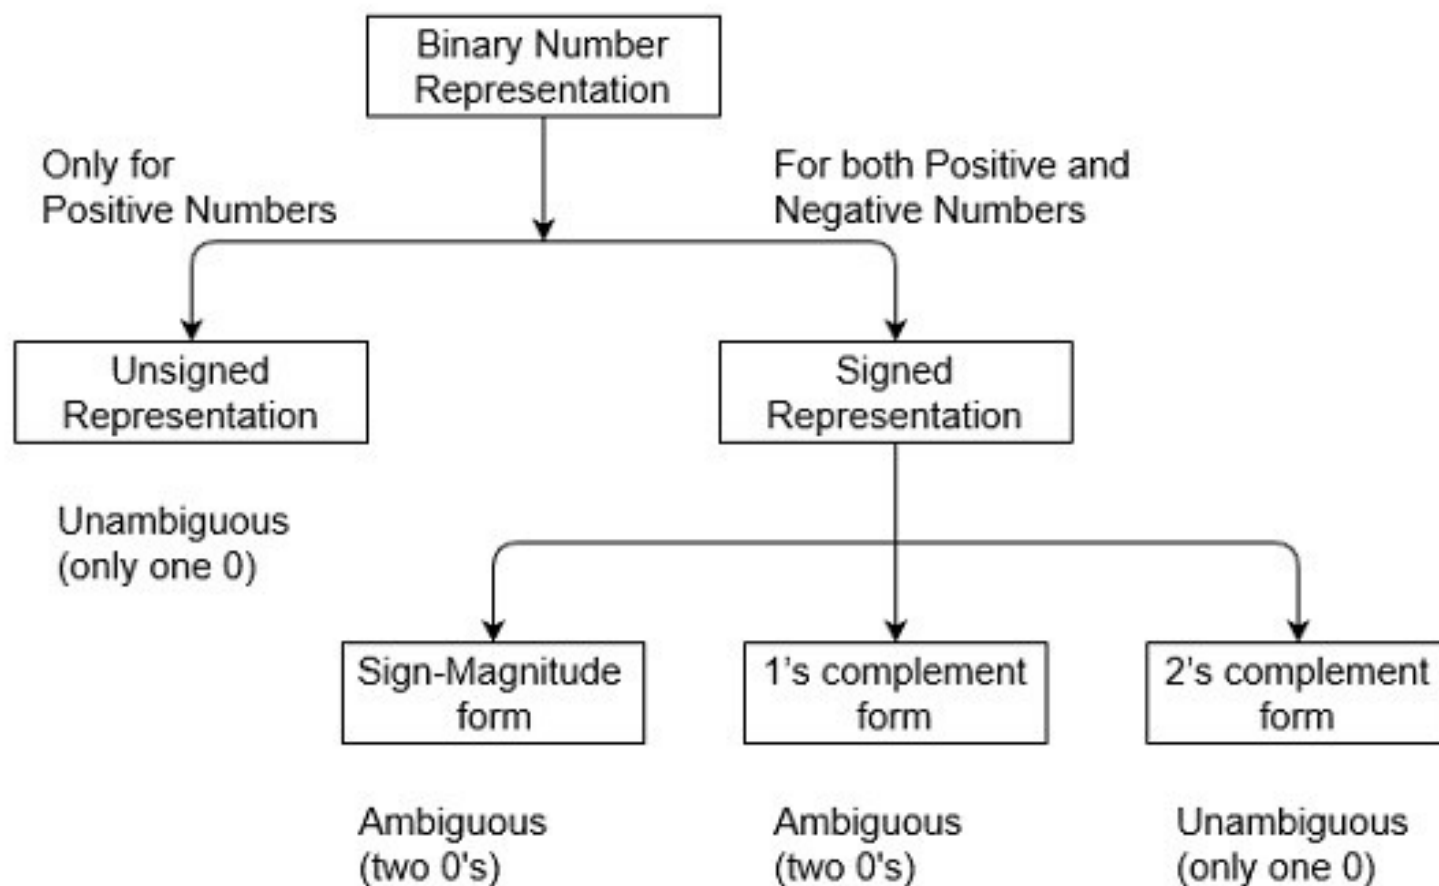 Binary Number
Representation
Only for
Positive Numbers
For both Positive and
Negative Numbers
Unsigned
Representation
Signed
Representation
Unambiguous
(only one 0)
Sign-Magnitude
form
1's complement
form
2's complement
form
Ambiguous
(two 0's)
Ambiguous
(two 0's)
Unambiguous
(only one 0)